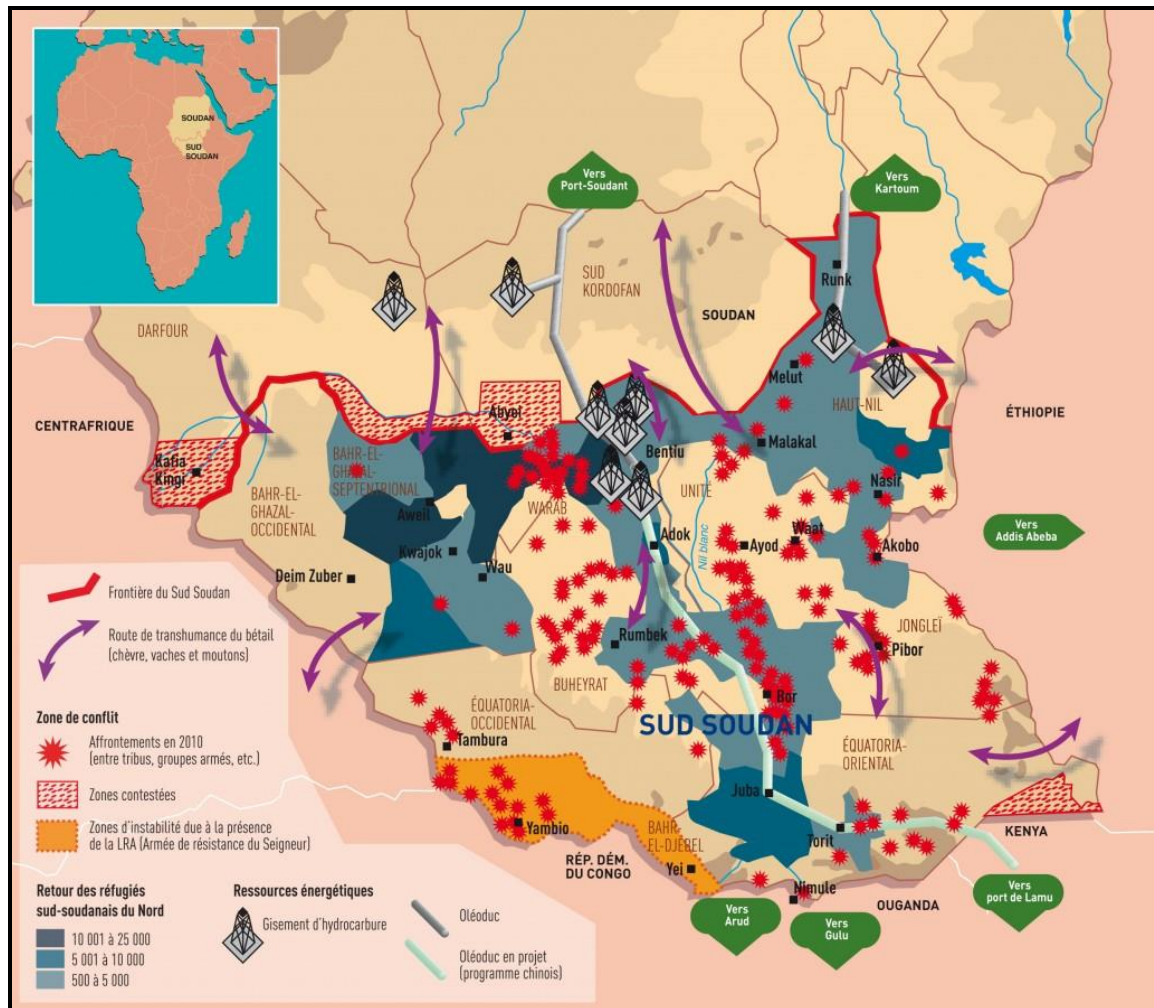 SOUDAN
SUD
SOUDAN
Vers
Port-Soudant
Vers
Kartoum
Runk
SUD
KORDOFAN
SOUDAN
DARFOUR
Melut
HAUT-NIL
ÉTHIOPIE
CENTRAFRIQUE
Abyei
Malakal
Kafia
Kingi
BAHR-EL-
GHAZAL-
SEPTENTRIONAL
Bentiu
BAHR-EL-
GHAZAL-
OCCIDENTAL
UNITÉ
Nasir
WARAB
Aweil
Nil blanc
Vers
Addis Abeba
Adok
Ayod
Waat
Akobo
Kwajok
Wau
Deim Zuber
JONGLEÏ
Rumbek
Pibor
BUHEYRAT
Bor
ÉQUATORIA-
OCCIDENTAL
SUD SOUDAN
Tambura
ÉQUATORIA-
ORIENTAL
Juba
Yambio
Torit
KENYA
BAHR
EL-DJÉBEL
RÉP. DÉM.
DU CONGO
Yei
Nimule
OUGANDA
Vers
port de Lamu
Vers
Arud
Vers
Gulu
Frontière du Sud Soudan
Route de transhumance du bétail
(chèvre, vaches et moutons)
Zone de conflit
Affrontements en 2010
(entre tribus, groupes armés, etc.)
Zones contestées
Zones d'instabilité due à la présence
de la LRA (Armée de résistance du Seigneur)
Retour des réfugiés
sud-soudanais du Nord
10 001 à 25 000
5 001 à 10 000
500 à 5 000
Ressources énergétiques
Gisement d'hydrocarbure
Oléoduc
Oléoduc en projet
(programme chinois)